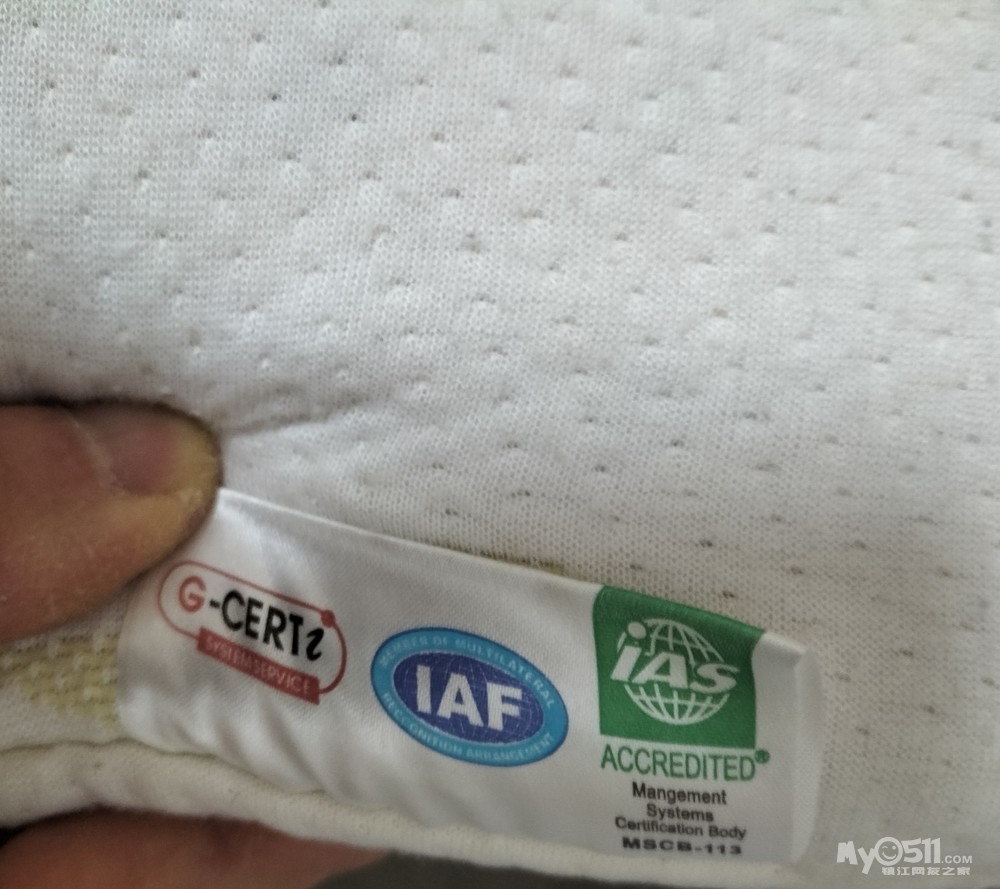 G-CERTi
SYSTEM SERVICE
MEMBER OF MULTILATERAL
IAF
RECOGNITION ARRANGEMENT
iAS
ACCREDITED®
Mangement
Systems
Certification Body
MSCB-113
My0511.COM
镇江网友之家